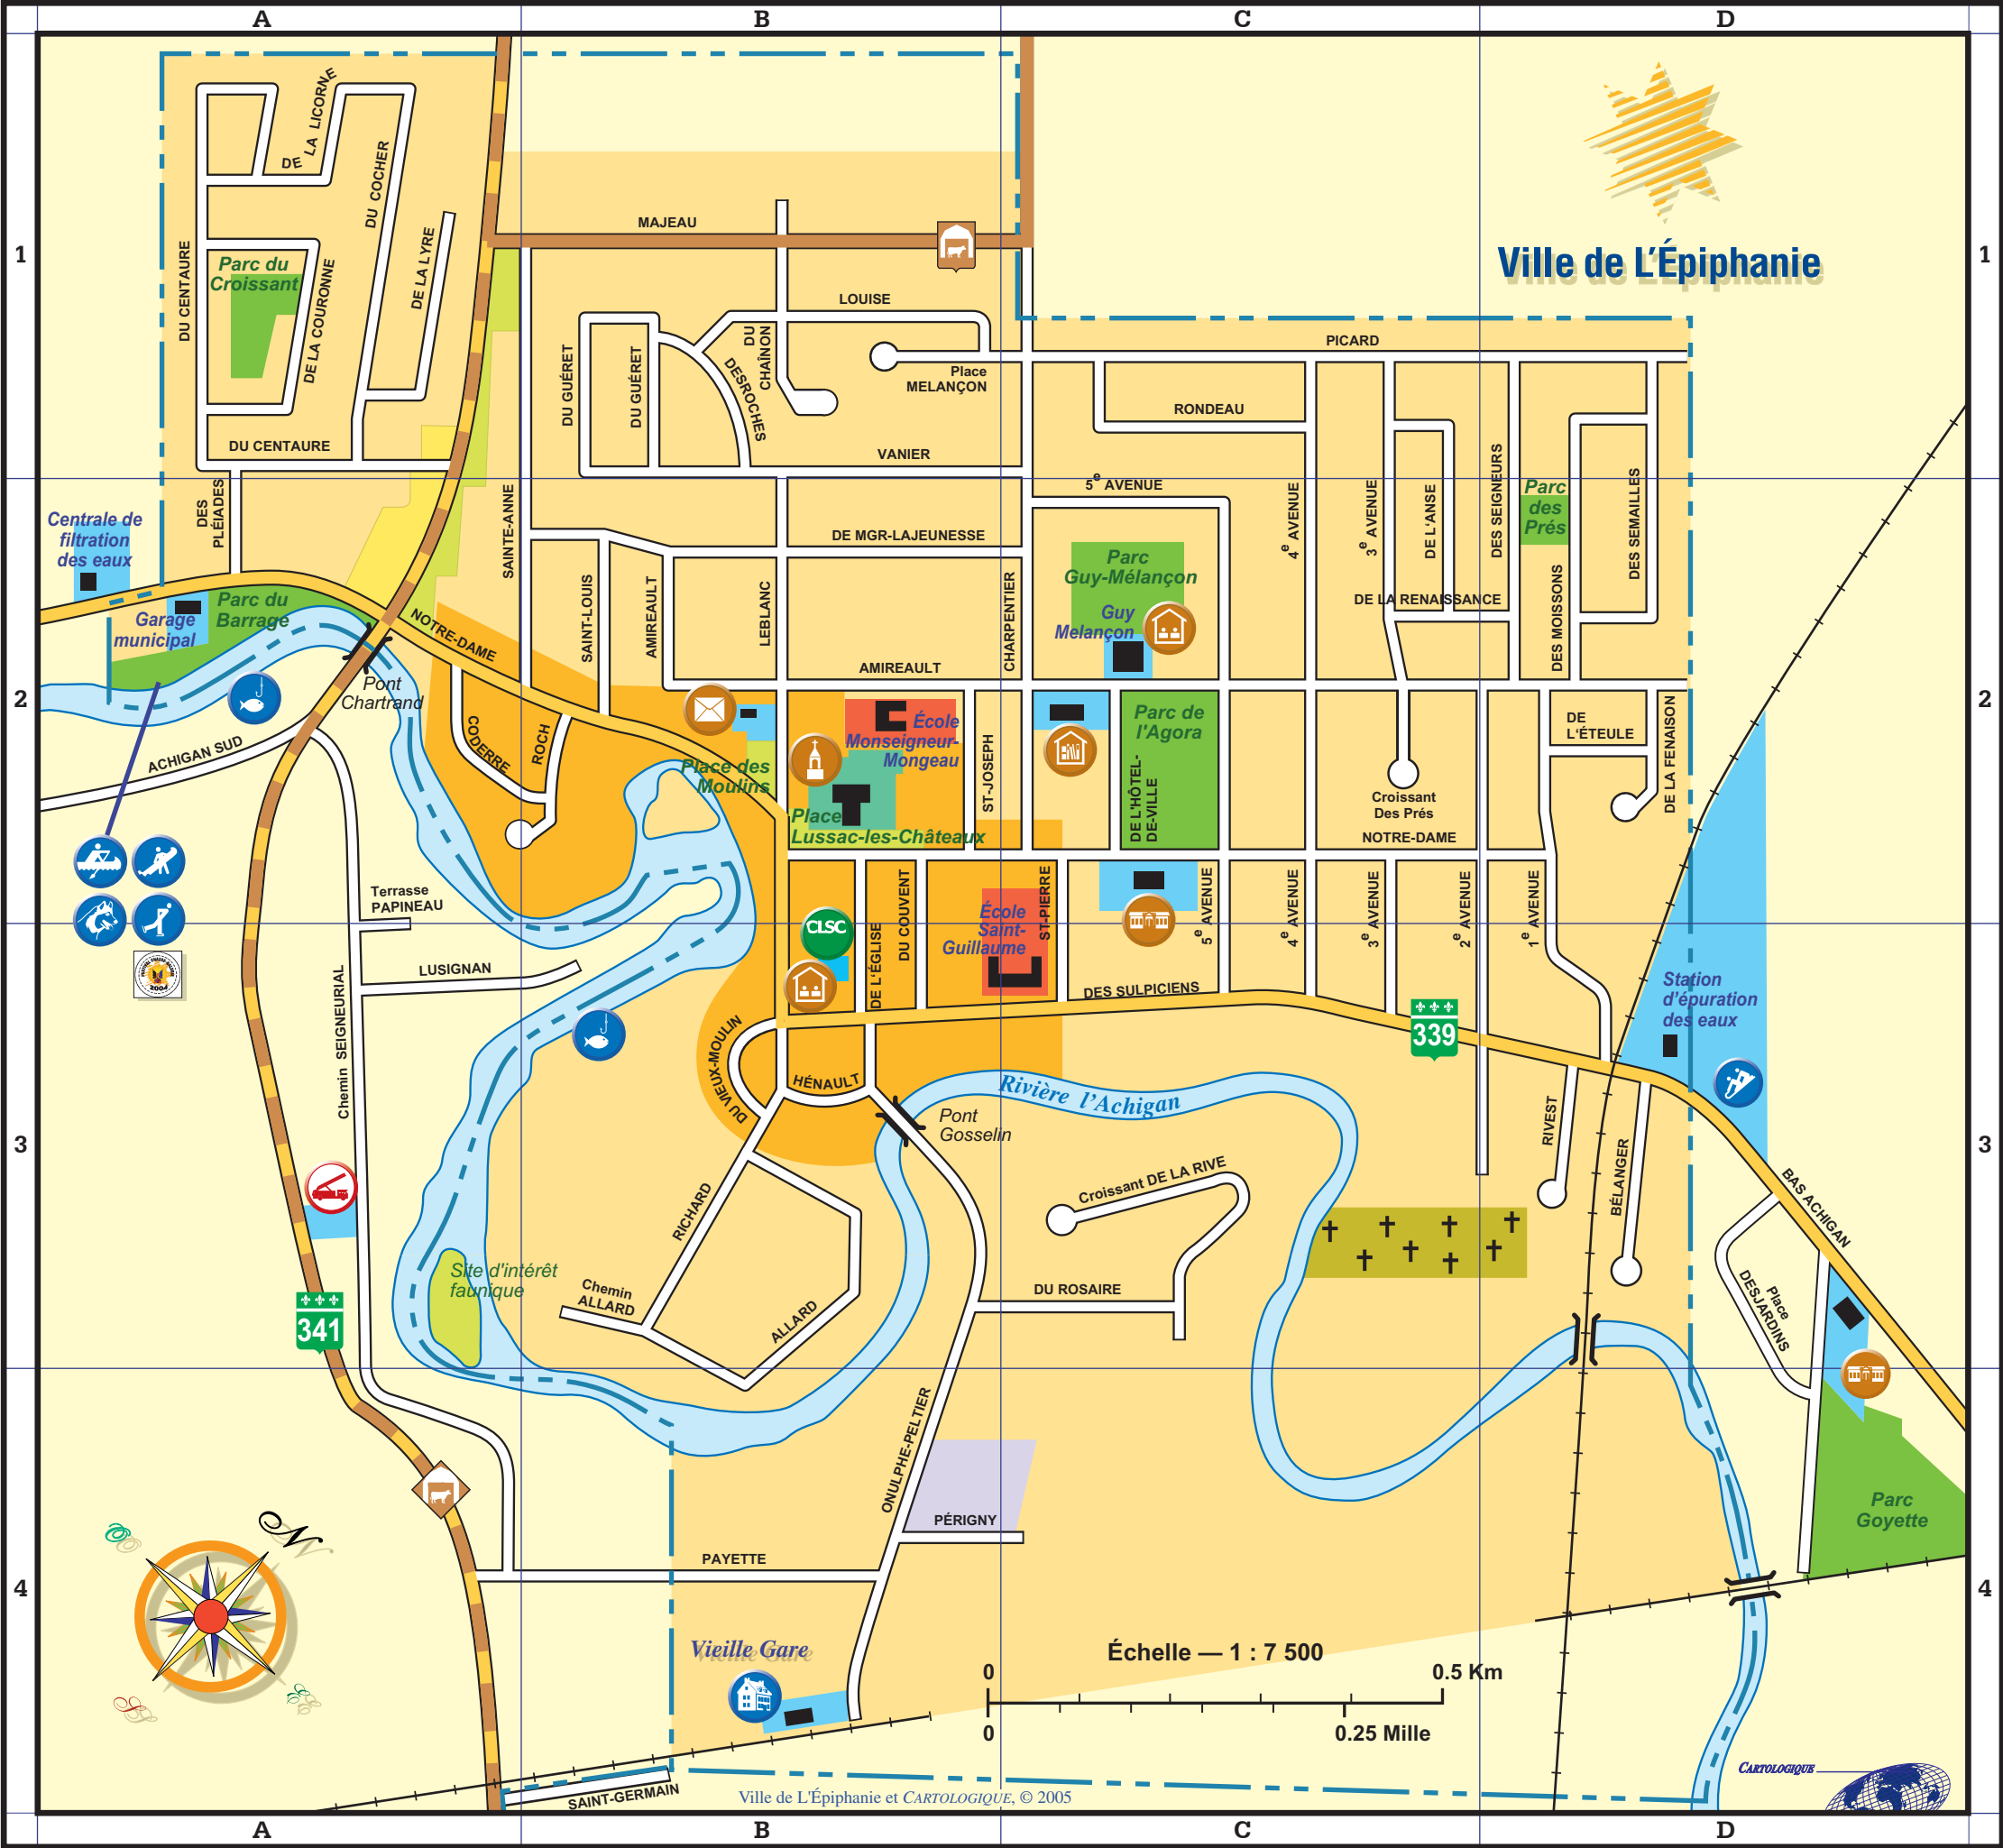 A
B
C
D
1
1
2
2
3
3
4
4
A
B
C
D
Ville de L'Épiphanie
DE LA LICORNE
DU COCHER
DU CENTAURE
DE LA LYRE
Parc du
Croissant
DE LA COURONNE
DU CENTAURE
DES
PLÉIADES
MAJEAU
LOUISE
DU
CHAÎNON
DU GUÉRET
DU GUÉRET
DESROCHES
Place
MELANÇON
VANIER
PICARD
RONDEAU
5e AVENUE
4e AVENUE
3e AVENUE
DE L'ANSE
DES SEIGNEURS
Parc
des
Prés
DES SEMAILLES
DES MOISSONS
DE LA RENAISSANCE
Centrale de
filtration
des eaux
Garage
municipal
Parc du
Barrage
NOTRE-DAME
SAINTE-ANNE
SAINT-LOUIS
AMIREAULT
LEBLANC
DE MGR-LAJEUNESSE
CHARPENTIER
AMIREAULT
Parc
Guy-Mélançon
Guy
Melançon
Pont
Chartrand
ACHIGAN SUD
CODERRE
ROCH
Place des
Moulins
École
Monseigneur-
Mongeau
Place
Lussac-les-Châteaux
ST-JOSEPH
Parc de
l'Agora
DE L'HÔTEL-
DE-VILLE
Croissant
Des Prés
NOTRE-DAME
DE
L'ÉTEULE
DE LA FENAISON
Terrasse
PAPINEAU
LUSIGNAN
Chemin SEIGNEURIAL
CLSC
DE L'ÉGLISE
DU COUVENT
École
Saint-
Guillaume
ST-PIERRE
5e AVENUE
4e AVENUE
3e AVENUE
2e AVENUE
1e AVENUE
DES SULPICIENS
339
Station
d'épuration
des eaux
2004
DU VIEUX-MOULIN
HÉNAULT
Rivière l'Achigan
Pont
Gosselin
RICHARD
Croissant DE LA RIVE
RIVEST
BÉLANGER
BAS ACHIGAN
Place
DESJARDINS
Site d'intérêt
faunique
Chemin
ALLARD
ALLARD
DU ROSAIRE
341
ONULPHE-PELTIER
PÉRIGNY
PAYETTE
Parc
Goyette
N
Vieille Gare
Échelle — 1 : 7 500
0
0.5 Km
0
0.25 Mille
SAINT-GERMAIN
Ville de L'Épiphanie et CARTOLOGIQUE, © 2005
CARTOLOGIQUE